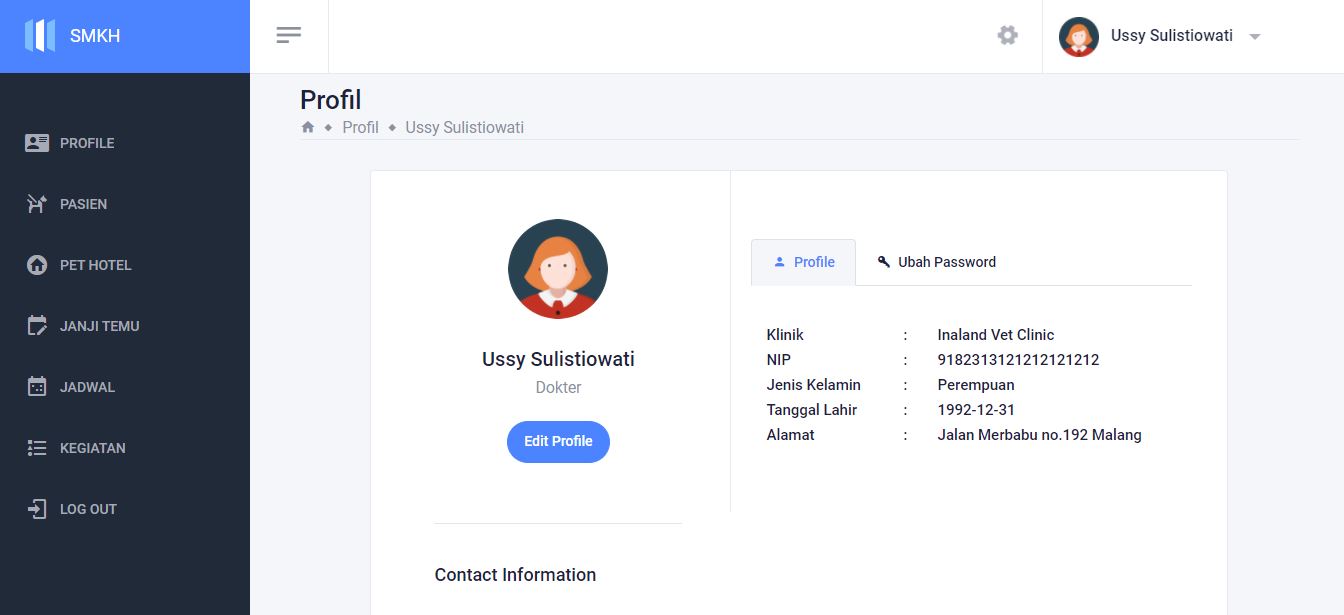 SMKH
Ussy Sulistiowati
PROFILE
PASIEN
PET HOTEL
JANJI TEMU
JADWAL
KEGIATAN
LOG OUT
Profil
Profil ◆ Ussy Sulistiowati
Ussy Sulistiowati
Dokter
Edit Profile
Contact Information
Profile Ubah Password
Klinik : Inaland Vet Clinic
NIP : 9182313121212121212
Jenis Kelamin : Perempuan
Tanggal Lahir : 1992-12-31
Alamat : Jalan Merbabu no.192 Malang